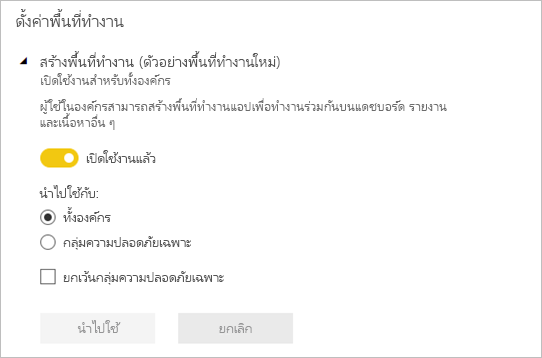 ตั้งค่าพื้นที่ทำงาน
สร้างพื้นที่ทำงาน (ตัวอย่างพื้นที่ทำงานใหม่)
เปิดใช้งานสำหรับทั้งองค์กร
ผู้ใช้ในองค์กรสามารถสร้างพื้นที่ทำงานแอปเพื่อทำงานร่วมกันบนแดชบอร์ด รายงาน
และเนื้อหาอื่น ๆ
เปิดใช้งานแล้ว
นำไปใช้กับ:
ทั้งองค์กร
กลุ่มความปลอดภัยเฉพาะ
ยกเว้นกลุ่มความปลอดภัยเฉพาะ
นำไปใช้
ยกเลิก